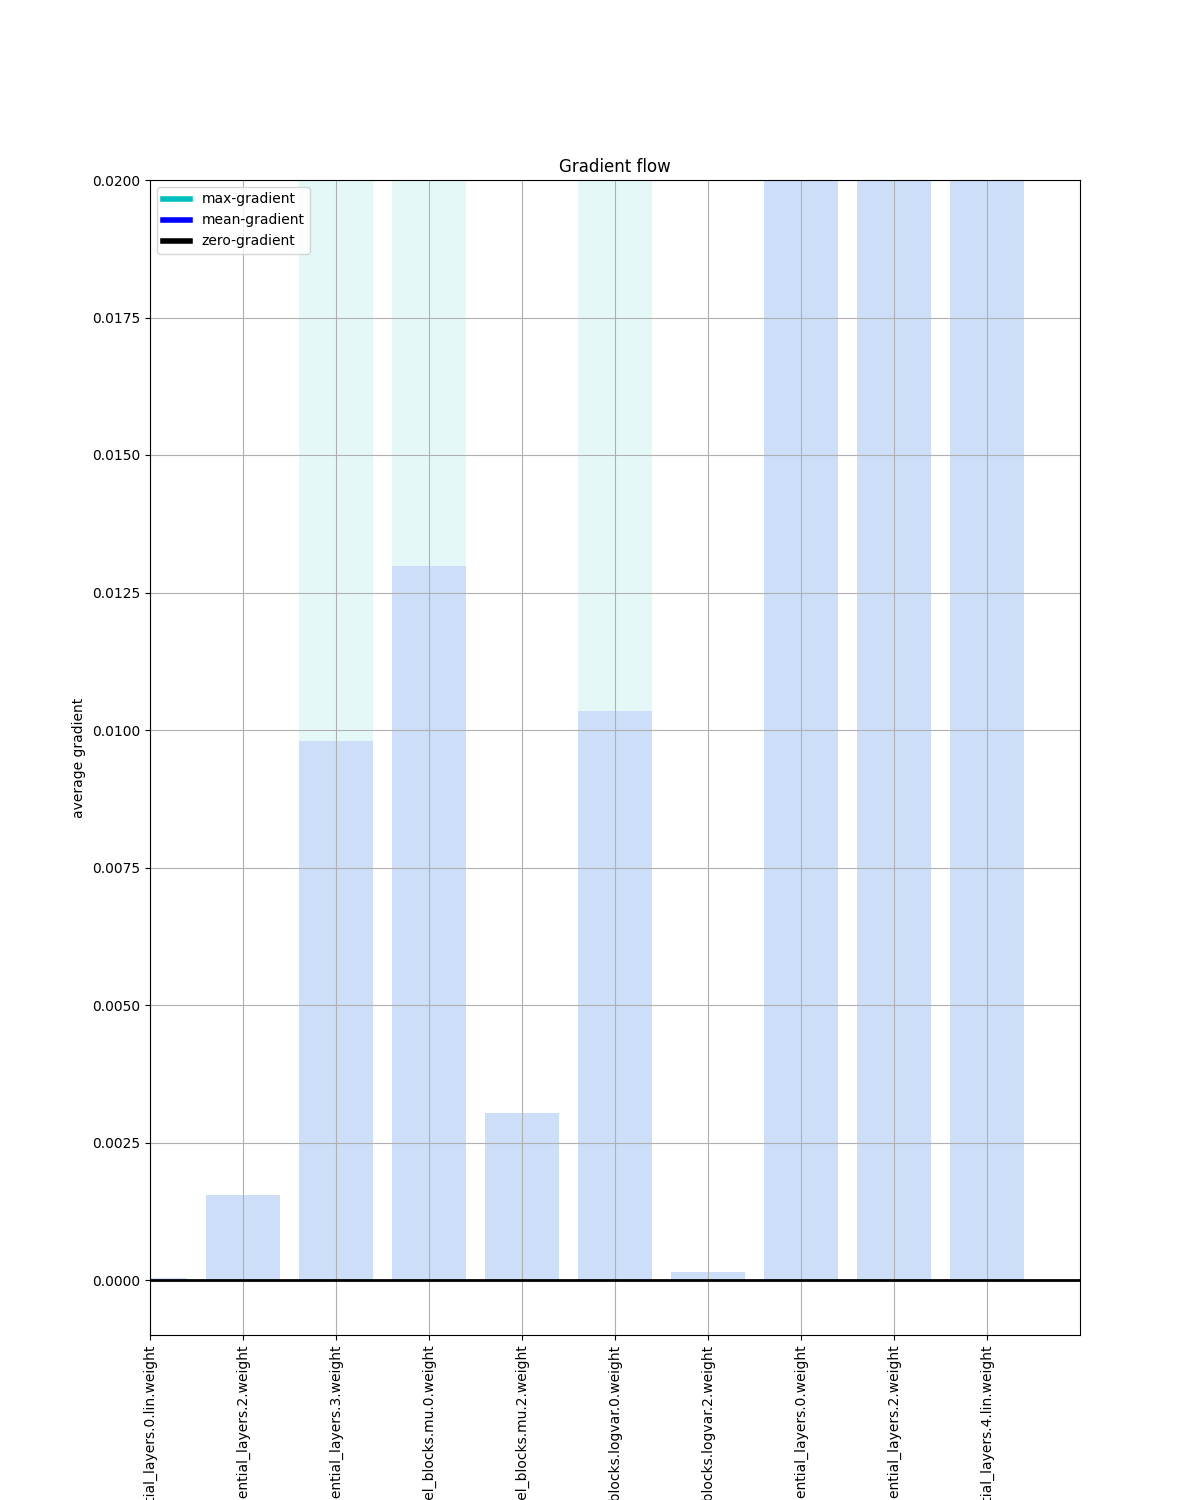 Gradient flow
max-gradient
mean-gradient
zero-gradient
0.0200
0.0175
0.0150
0.0125
0.0100
0.0075
0.0050
0.0025
0.0000
average gradient
tial_layers.0.lin.weight
ential_layers.2.weight
ential_layers.3.weight
el_blocks.mu.0.weight
el_blocks.mu.2.weight
blocks.logvar.0.weight
blocks.logvar.2.weight
ential_layers.0.weight
ential_layers.2.weight
tial_layers.4.lin.weight